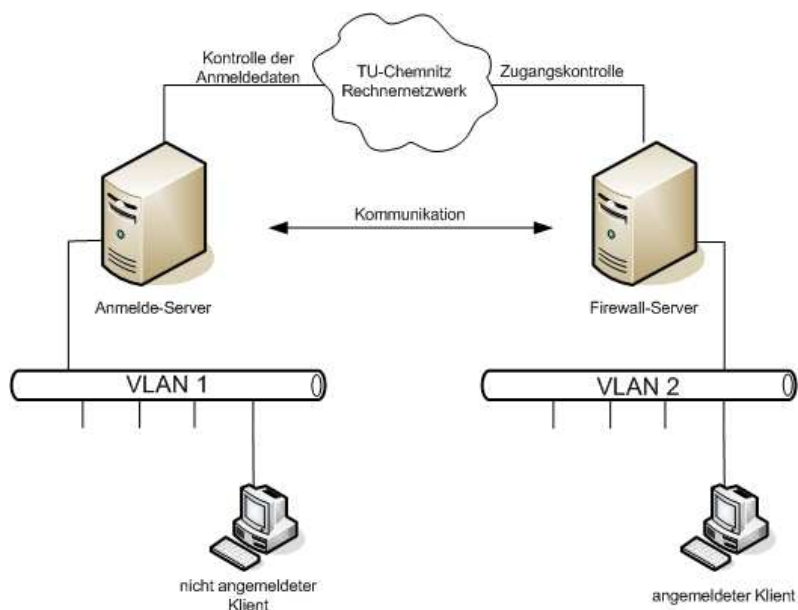 Kontrolle der
Anmeldedaten
TU-Chemnitz
Rechnernetzwerk
Zugangskontrolle
Kommunikation
Anmelde-Server
Firewall-Server
VLAN 1
VLAN 2
nicht angemeldeter
Klient
angemeldeter Klient